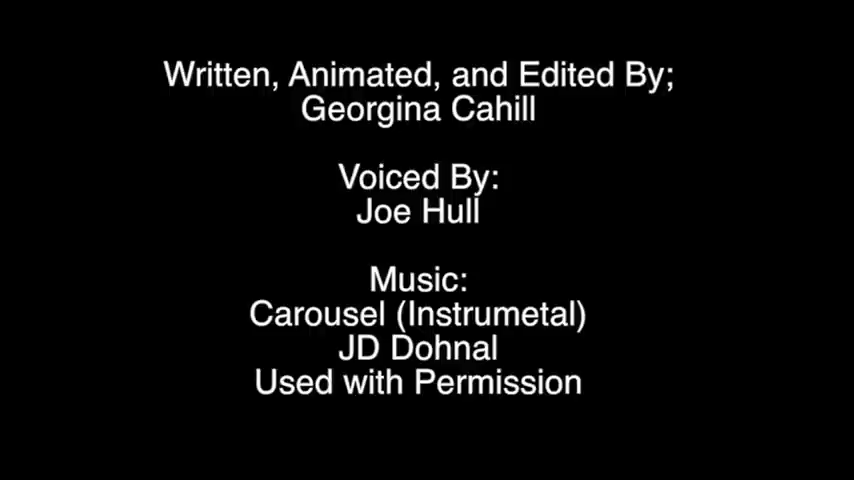 Written, Animated, and Edited By;
Georgina Cahill
Voiced By:
Joe Hull
Music:
Carousel (Instrumetal)
JD Dohnal
Used with Permission